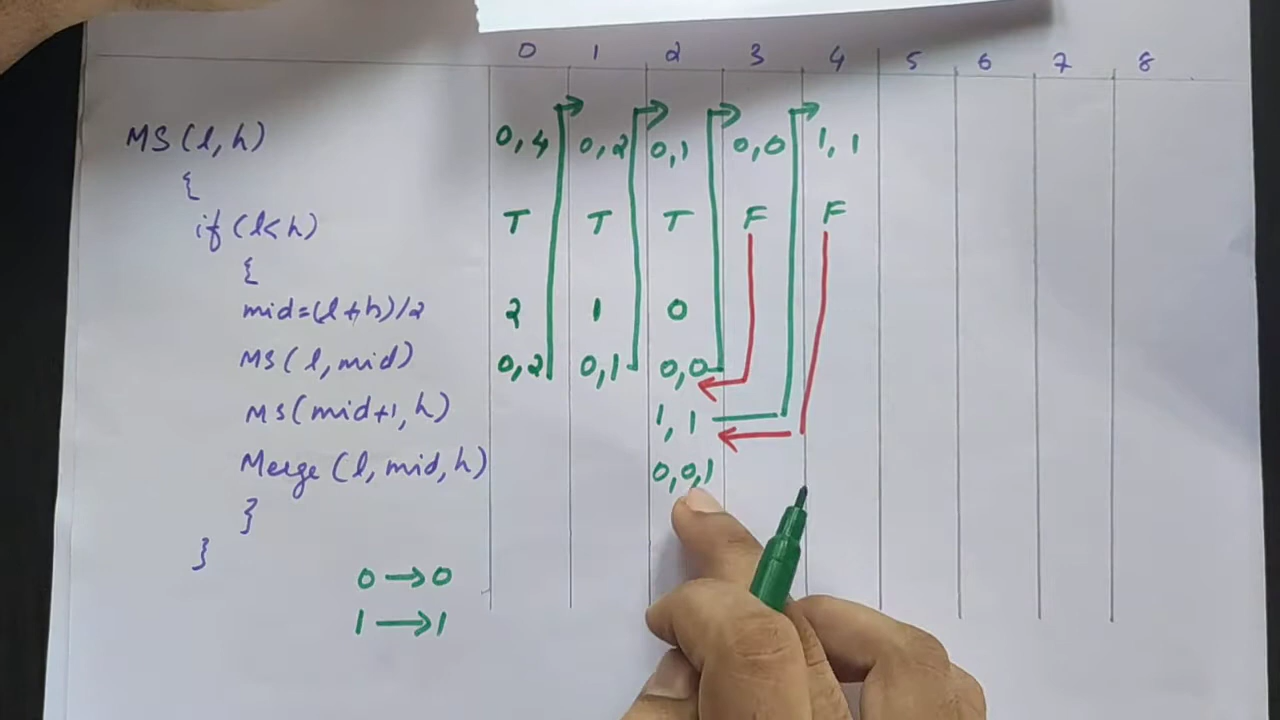 0 1 2 3 4 5 6 7 8
MS(l,h) 0,4 0,2 0,1 0,0 1,1
{
if(l<h) T T T F F
{
mid=(l+h)/2 2 1 0
MS(l,mid) 0,2 0,1 0,0
MS(mid+1,h) 1,1
Merge(l,mid,h) 0,0,1
}
}
0→0
1→1